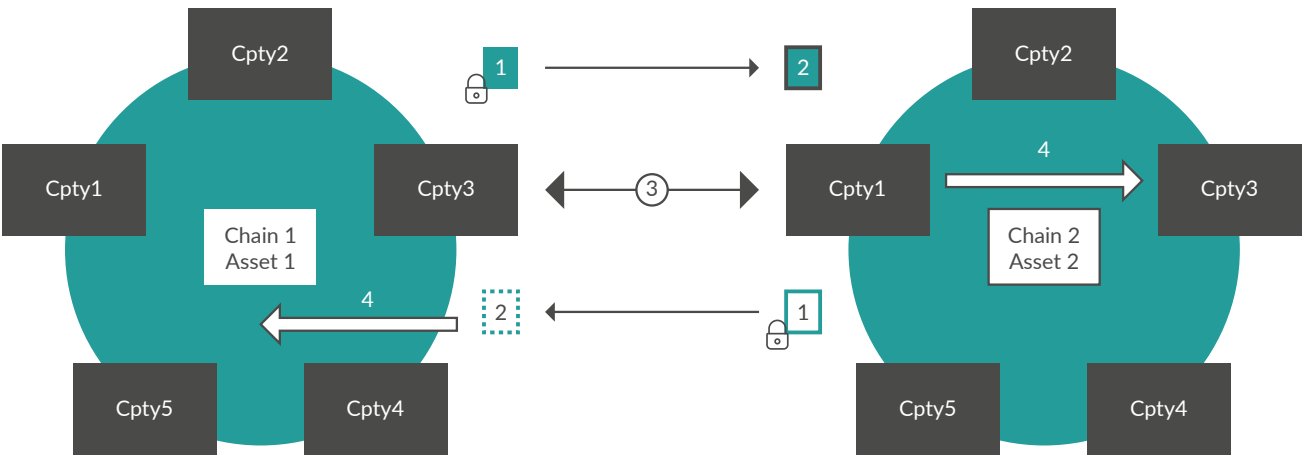 Cpty2
1
2
Cpty2
4
Cpty1
Cpty3
3
Cpty1
Cpty3
Chain 1
Asset 1
Chain 2
Asset 2
4
2
1
Cpty5
Cpty4
Cpty5
Cpty4